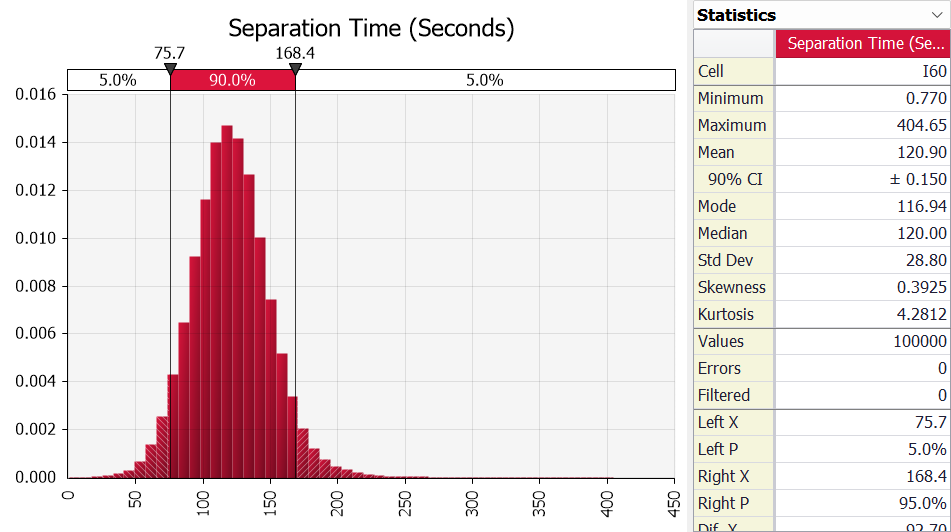 Separation Time (Seconds)
75.7 168.4
5.0% 90.0% 5.0%
0.016
0.014
0.012
0.010
0.008
0.006
0.004
0.002
0.000
0 50 100 150 200 250 300 350 400 450
Statistics
Separation Time (Se...
Cell I60
Minimum 0.770
Maximum 404.65
Mean 120.90
90% CI ± 0.150
Mode 116.94
Median 120.00
Std Dev 28.80
Skewness 0.3925
Kurtosis 4.2812
Values 100000
Errors 0
Filtered 0
Left X 75.7
Left P 5.0%
Right X 168.4
Right P 95.0%
Dif. X 92.70